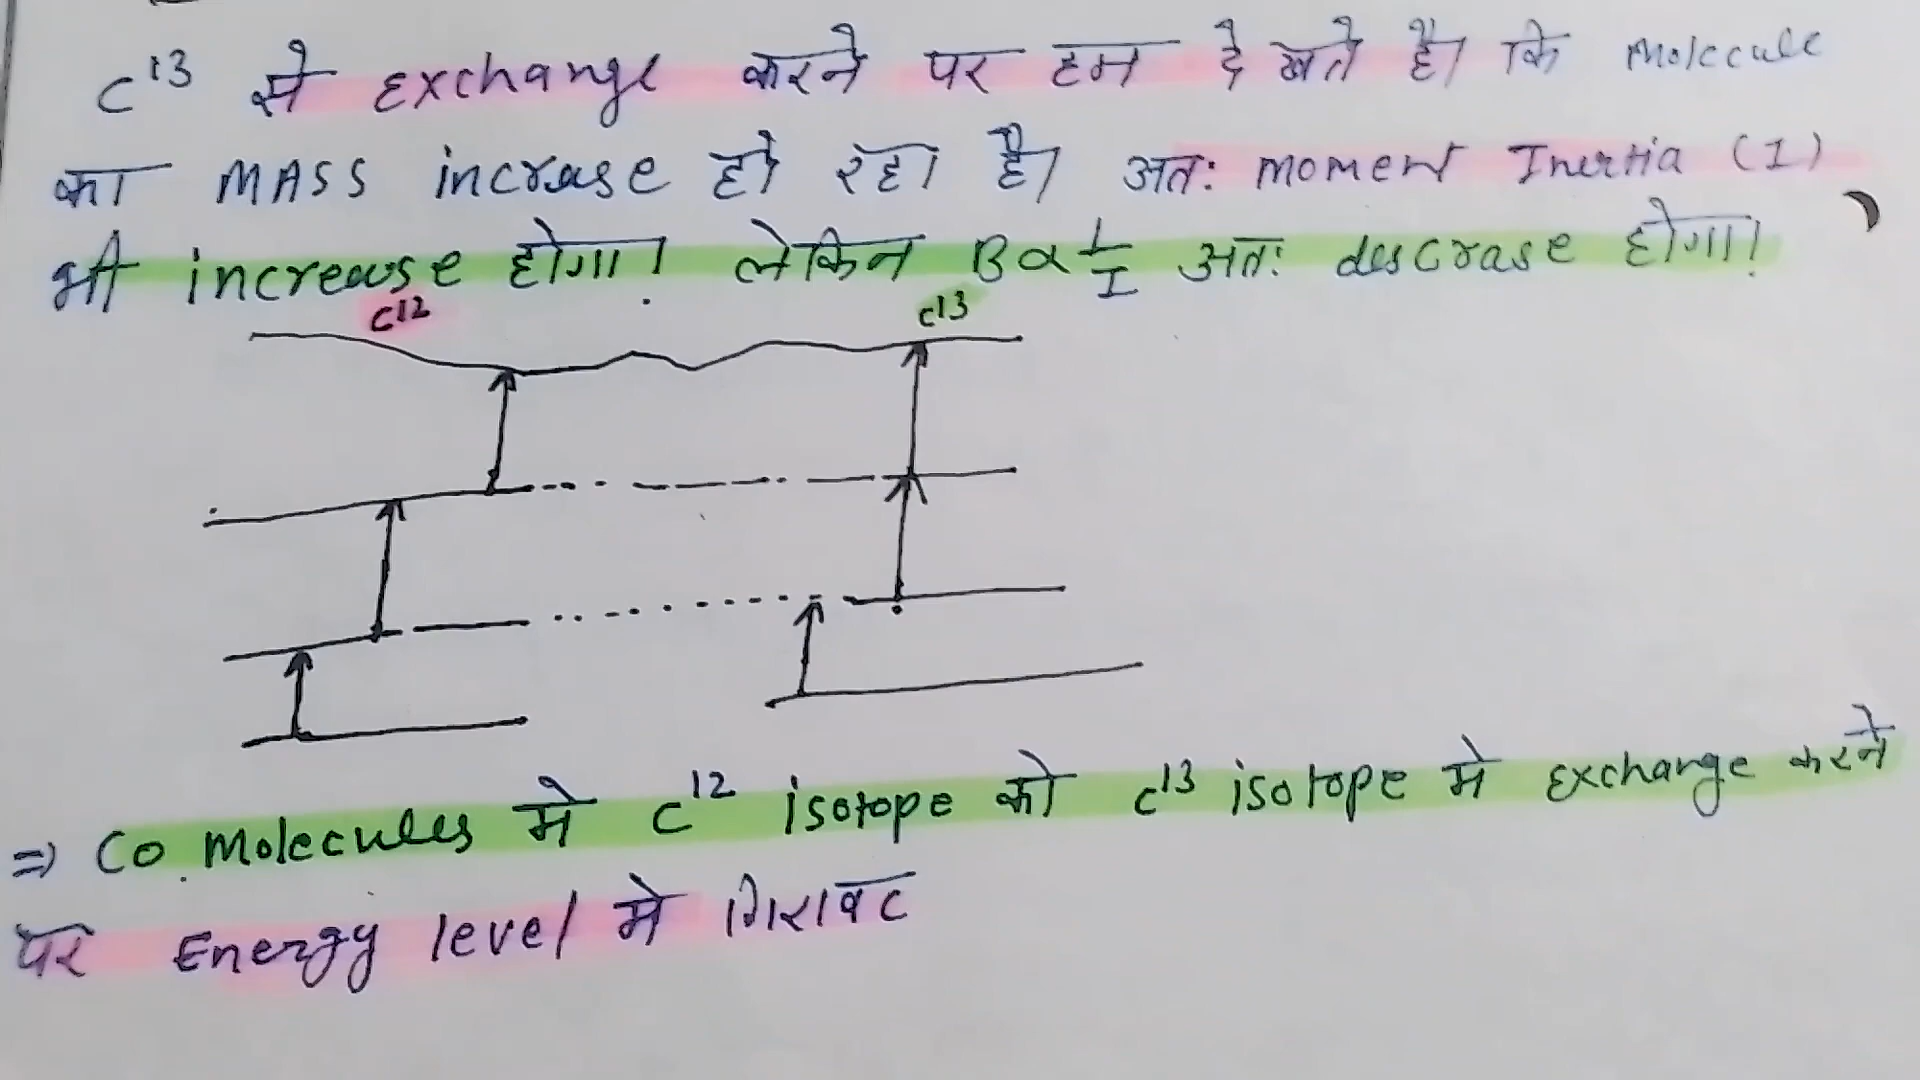 C¹³ से exchange करने पर हम देखते है। कि Molecule
का MASS increase हो रहा है। अतः moment Inertia (I)
भी increase होगा! लेकिन B∝1/I अतः descrase होगा!
C¹² C¹³
⇒ CO Molecules मे C¹² isotope को C¹³ isotope मे exchange करने
पर Energy level मे गिरावट